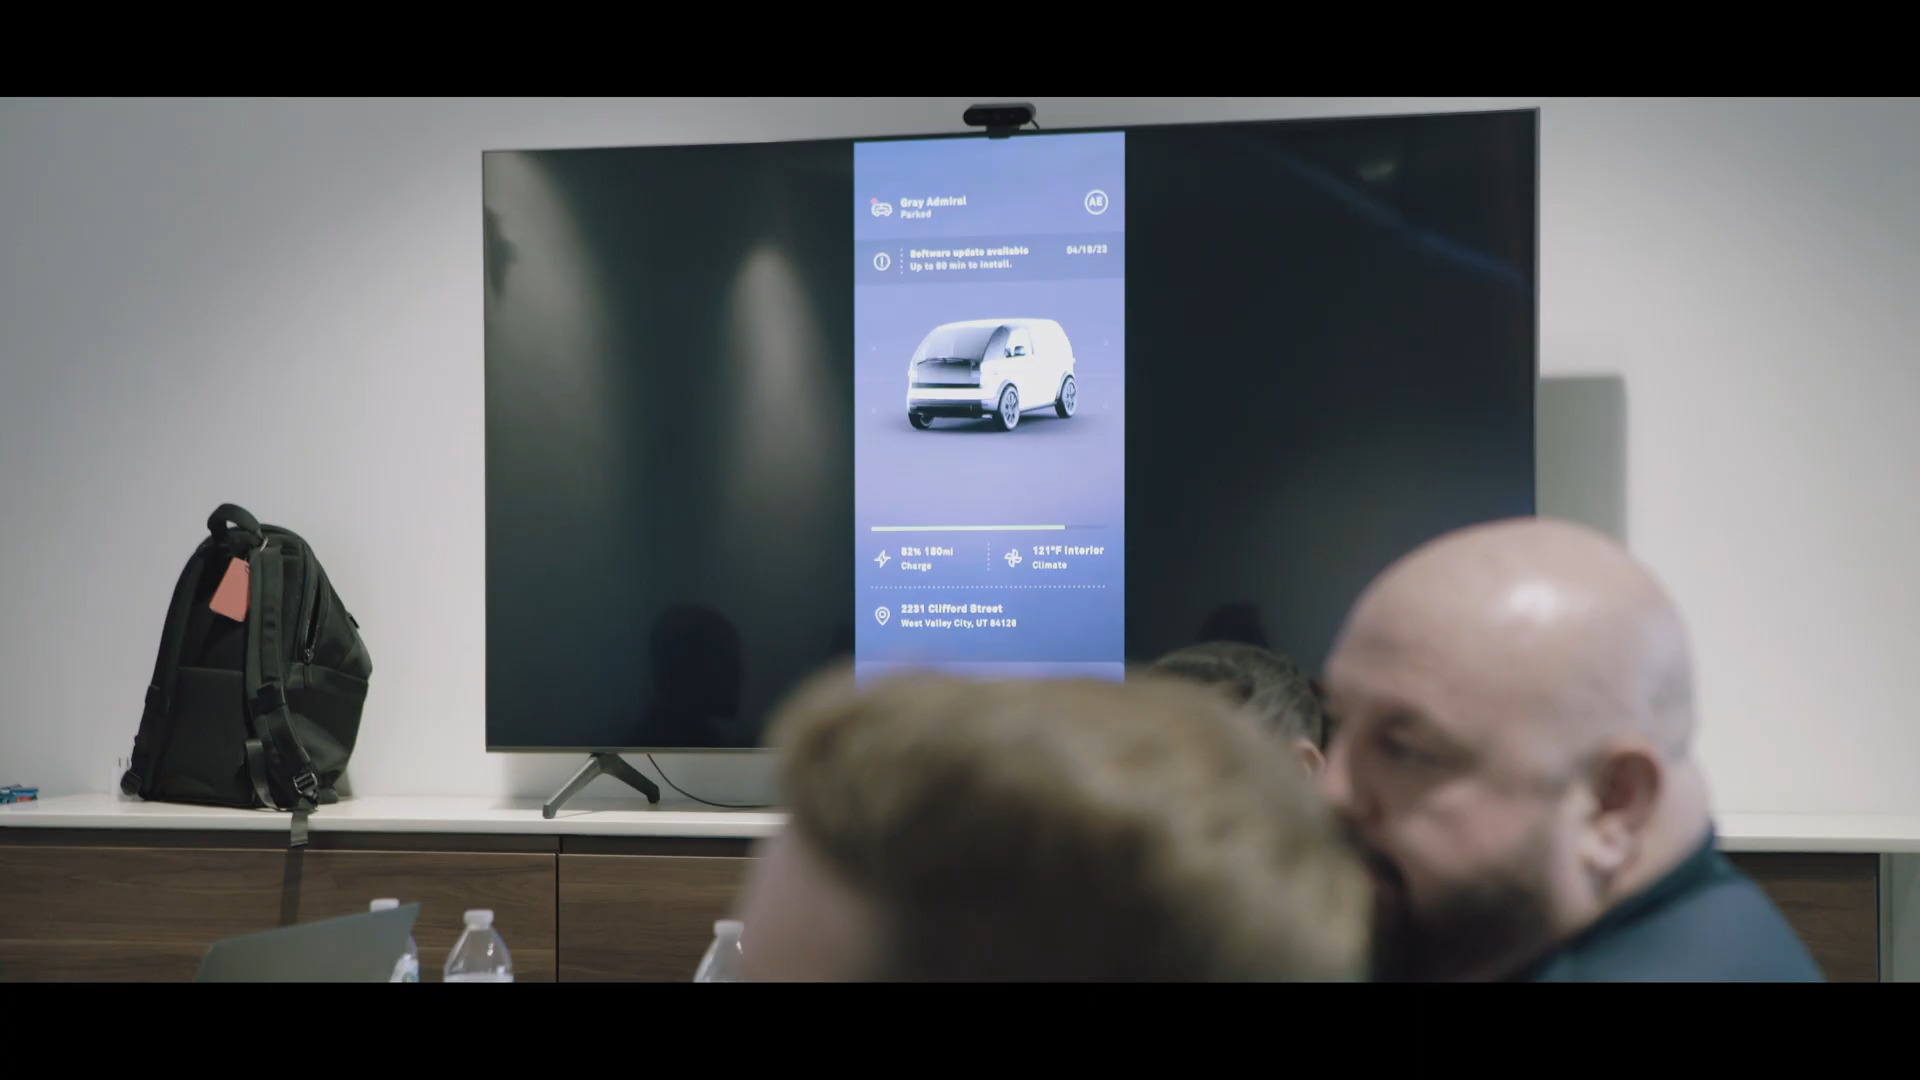 Gray Admiral
Parked
AE
Software update available
04/18/23
Up to 60 min to install.
82% 180mi
Charge
121°F Interior
Climate
2231 Clifford Street
West Valley City, UT 84128